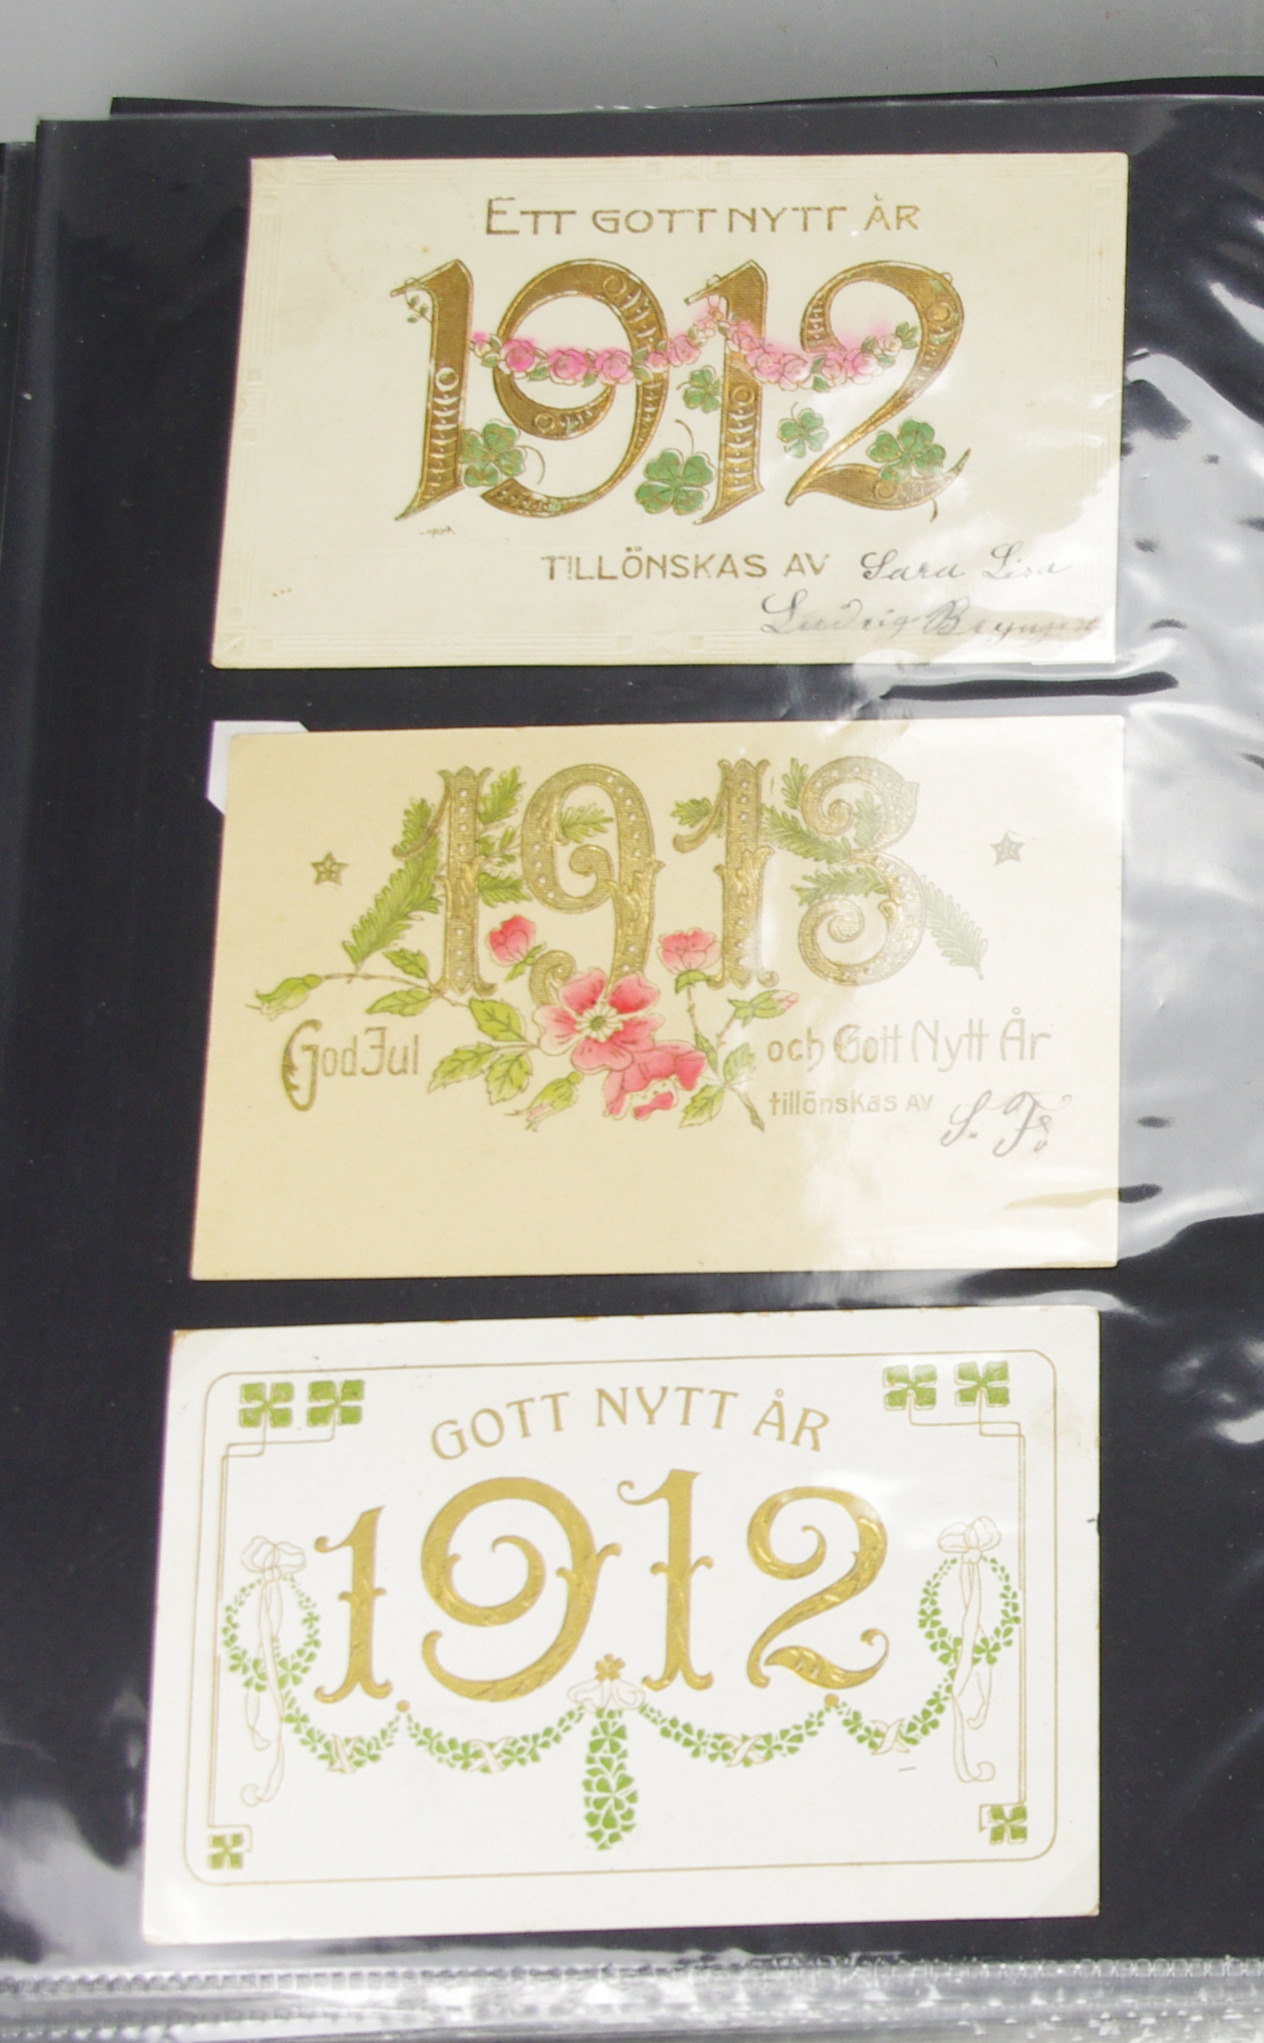 ETT GOTT NYTT ÅR
1912
TILLÖNSKAS AV Sara Lisa
Ludvig
1913
God Jul och Gott Nytt År
tillönskas AV S. F.
GOTT NYTT ÅR
1912